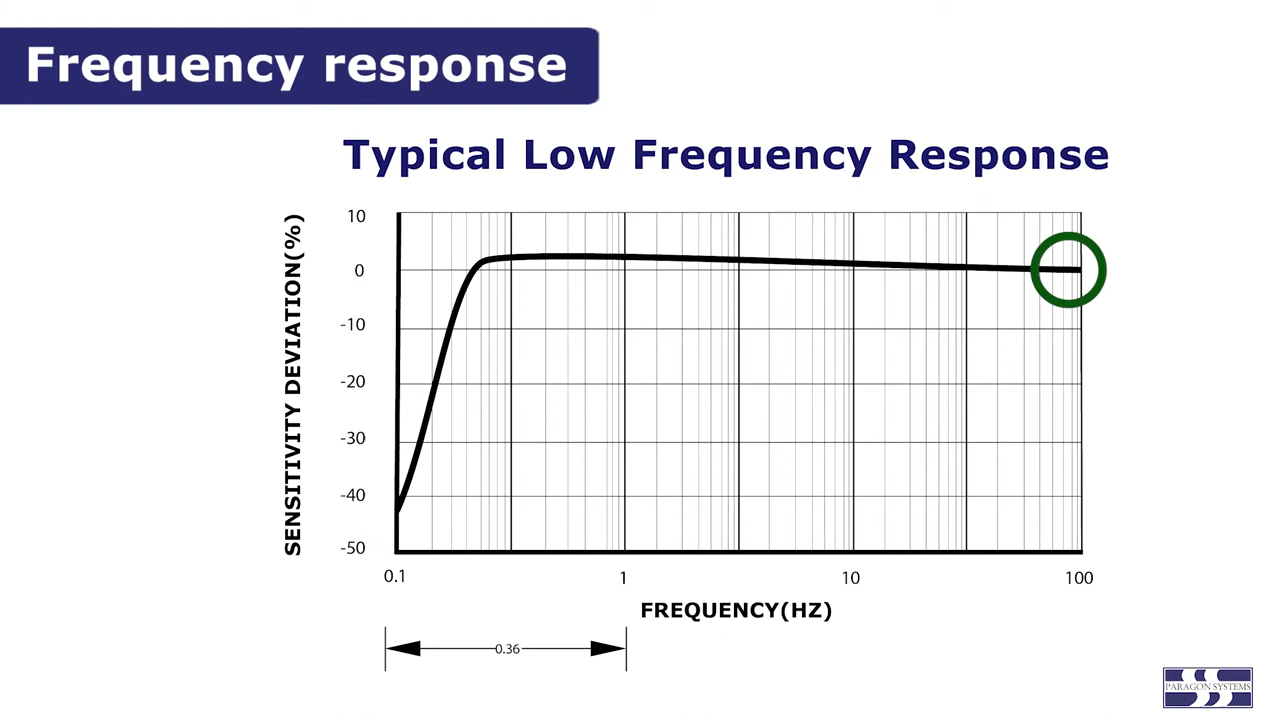 Frequency response
Typical Low Frequency Response
SENSITIVITY DEVIATION(%)
10
0
-10
-20
-30
-40
-50
0.1
1
10
100
FREQUENCY(HZ)
0.36
PARAGON SYSTEMS